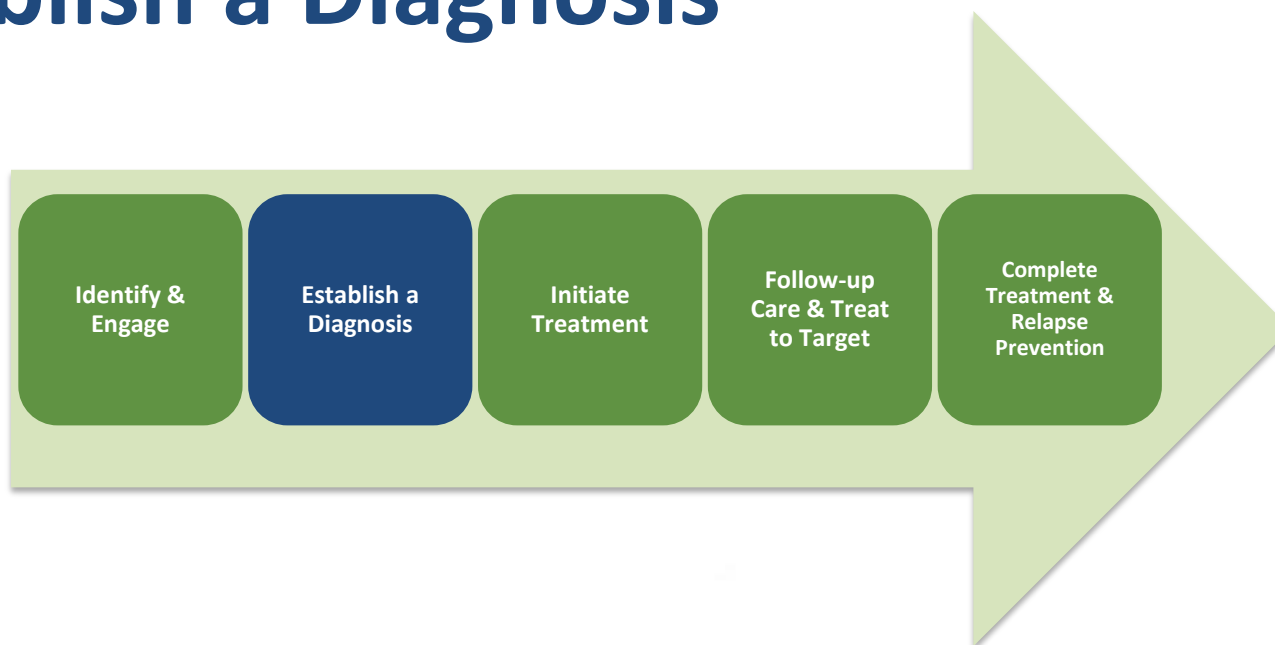 blish a Diagnosis
Identify &
Engage
Establish a
Diagnosis
Initiate
Treatment
Follow-up
Care & Treat
to Target
Complete
Treatment &
Relapse
Prevention